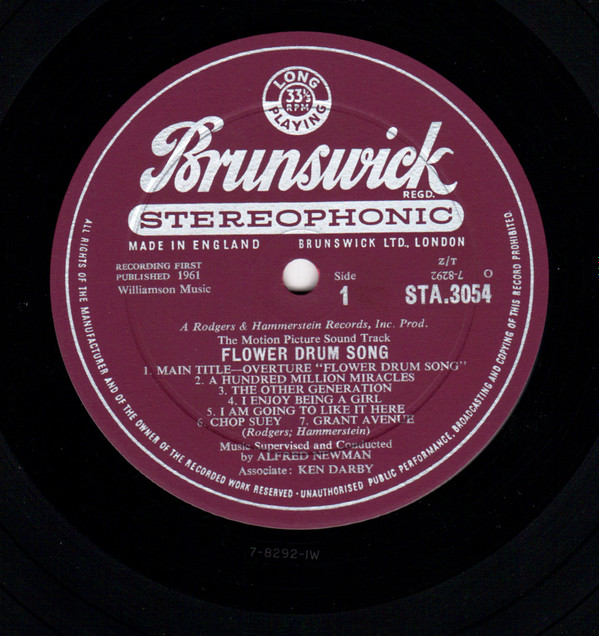 LONG
33⅓
RPM
PLAYING
Brunswick
REGD.
STEREOPHONIC
MADE IN ENGLAND BRUNSWICK LTD., LONDON
RECORDING FIRST
PUBLISHED 1961
Williamson Music
Side
1
Z/T
7-8292 O
STA.3054
A Rodgers & Hammerstein Records, Inc. Prod.
The Motion Picture Sound Track
FLOWER DRUM SONG
1. MAIN TITLE—OVERTURE "FLOWER DRUM SONG"
2. A HUNDRED MILLION MIRACLES
3. THE OTHER GENERATION
4. I ENJOY BEING A GIRL
5. I AM GOING TO LIKE IT HERE
6. CHOP SUEY 7. GRANT AVENUE
(Rodgers; Hammerstein)
Music Supervised and Conducted
by ALFRED NEWMAN
Associate: KEN DARBY
ALL RIGHTS OF THE MANUFACTURER AND OF THE OWNER OF THE RECORDED WORK RESERVED · UNAUTHORISED PUBLIC PERFORMANCE, BROADCASTING AND COPYING OF THIS RECORD PROHIBITED.
7-8292-1W